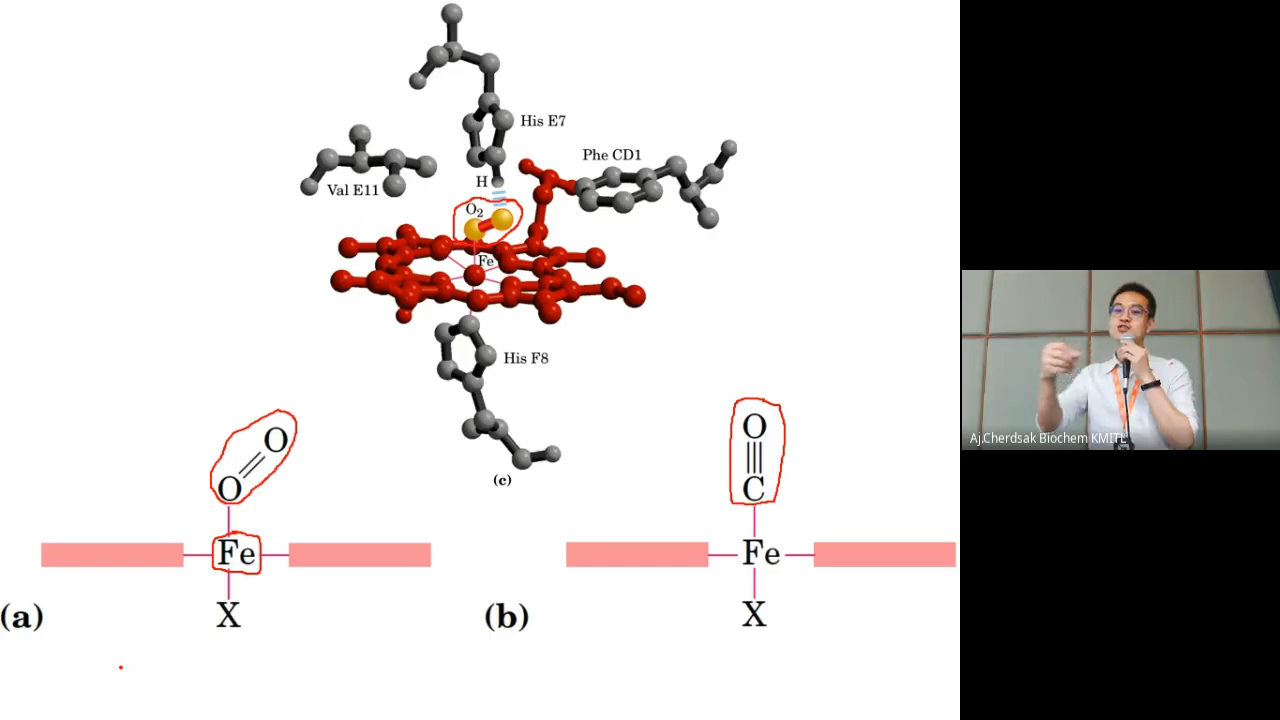 His E7
Phe CD1
Val E11
H
O2
Fe
His F8
(c)
O
O
Fe
X
(a)
O
C
Fe
X
(b)
Aj.Cherdsak Biochem KMITL